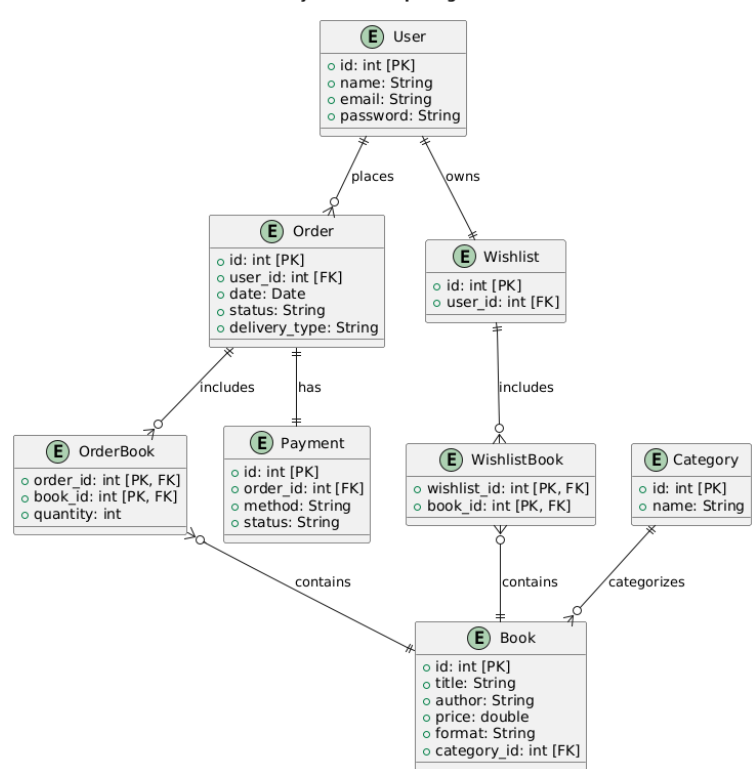 E User
id: int [PK]
name: String
email: String
password: String
places
owns
E Order
id: int [PK]
user_id: int [FK]
date: Date
status: String
delivery_type: String
E Wishlist
id: int [PK]
user_id: int [FK]
includes
has
includes
E OrderBook
order_id: int [PK, FK]
book_id: int [PK, FK]
quantity: int
E Payment
id: int [PK]
order_id: int [FK]
method: String
status: String
E WishlistBook
wishlist_id: int [PK, FK]
book_id: int [PK, FK]
E Category
id: int [PK]
name: String
contains
contains
categorizes
E Book
id: int [PK]
title: String
author: String
price: double
format: String
category_id: int [FK]